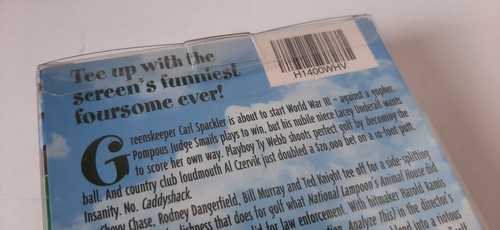 Tee up with the
screen's funniest
foursome ever!
H1400WHV
Greenskeeper Carl Spackler is about to start World War III – against a gopher.
Pompous Judge Smails plays to win, but his nubile niece Lacey Underall wants
to score her own way. Playboy Ty Webb shoots perfect golf by becoming the
ball. And country club loudmouth Al Czervik just doubled a $20,000 bet on a 10-foot putt.
Insanity. No. Caddyshack.
Chevy Chase, Rodney Dangerfield, Bill Murray and Ted Knight tee off for a side-splitting
that does for golf what National Lampoon's Animal House did
did for law enforcement. With hitmaker Harold Ramis
Analyze This) in the director's
blend into a riotous